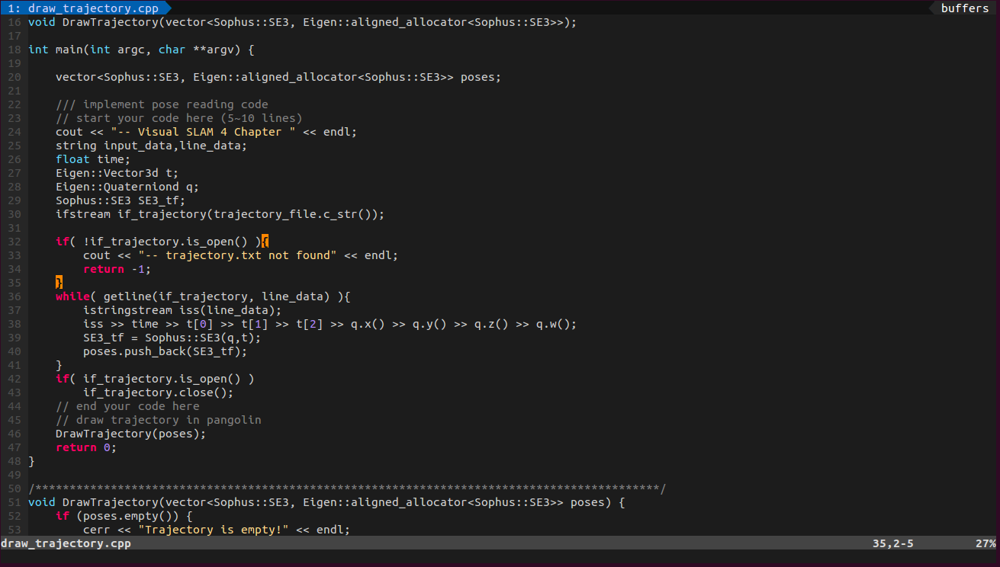 1: draw_trajectory.cpp buffers
16 void DrawTrajectory(vector<Sophus::SE3, Eigen::aligned_allocator<Sophus::SE3>>);
17
18 int main(int argc, char **argv) {
19
20     vector<Sophus::SE3, Eigen::aligned_allocator<Sophus::SE3>> poses;
21
22     /// implement pose reading code
23     // start your code here (5~10 lines)
24     cout << "-- Visual SLAM 4 Chapter " << endl;
25     string input_data,line_data;
26     float time;
27     Eigen::Vector3d t;
28     Eigen::Quaterniond q;
29     Sophus::SE3 SE3_tf;
30     ifstream if_trajectory(trajectory_file.c_str());
31
32     if( !if_trajectory.is_open() ){
33         cout << "-- trajectory.txt not found" << endl;
34         return -1;
35     }
36     while( getline(if_trajectory, line_data) ){
37         istringstream iss(line_data);
38         iss >> time >> t[0] >> t[1] >> t[2] >> q.x() >> q.y() >> q.z() >> q.w();
39         SE3_tf = Sophus::SE3(q,t);
40         poses.push_back(SE3_tf);
41     }
42     if( if_trajectory.is_open() )
43         if_trajectory.close();
44     // end your code here
45     // draw trajectory in pangolin
46     DrawTrajectory(poses);
47     return 0;
48 }
49
50 /*******************************************************************************************/
51 void DrawTrajectory(vector<Sophus::SE3, Eigen::aligned_allocator<Sophus::SE3>> poses) {
52     if (poses.empty()) {
53         cerr << "Trajectory is empty!" << endl;
draw_trajectory.cpp 35,2-5 27%